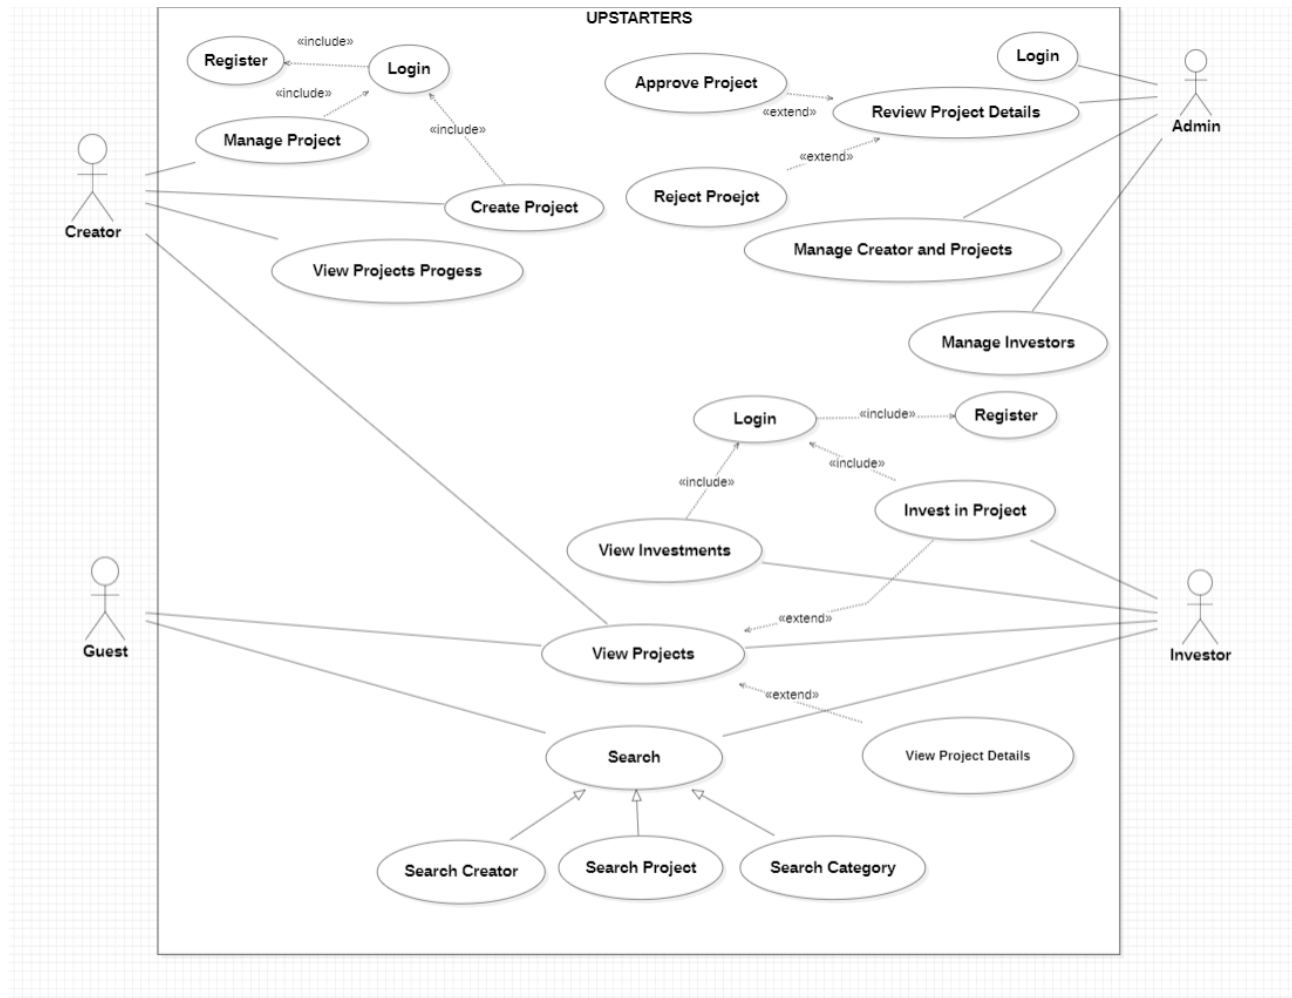 UPSTARTERS
«include»
Register
Login
Login
Approve Project
«include»
Review Project Details
«extend»
Admin
«include»
Manage Project
«extend»
Reject Proejct
Create Project
Creator
Manage Creator and Projects
View Projects Progess
Manage Investors
Login
«include»
Register
«include»
«include»
Invest in Project
View Investments
«extend»
Guest
View Projects
Investor
«extend»
Search
View Project Details
Search Creator
Search Project
Search Category